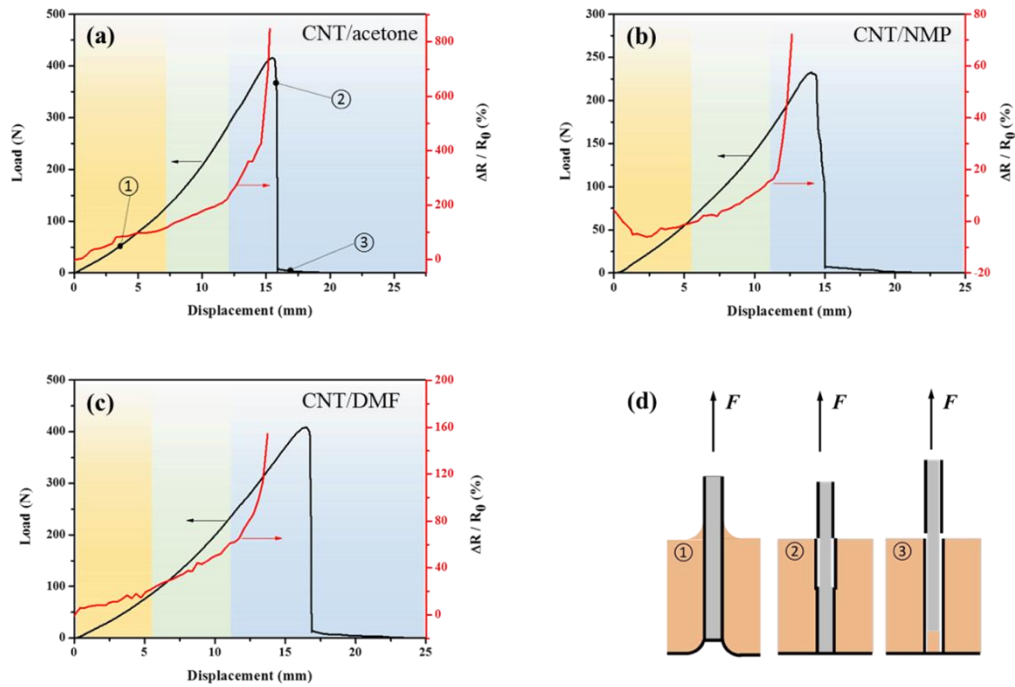 (a)
CNT/acetone
Load (N)
500
400
300
200
100
0
①
②
③
800
600
400
200
0
ΔR / R₀ (%)
0 5 10 15 20 25
Displacement (mm)
(b)
CNT/NMP
Load (N)
300
250
200
150
100
50
0
80
60
40
20
0
-20
ΔR / R₀ (%)
0 5 10 15 20 25
Displacement (mm)
(c)
CNT/DMF
Load (N)
500
400
300
200
100
0
200
160
120
80
40
0
ΔR / R₀ (%)
0 5 10 15 20 25
Displacement (mm)
(d)
F F F
① ② ③